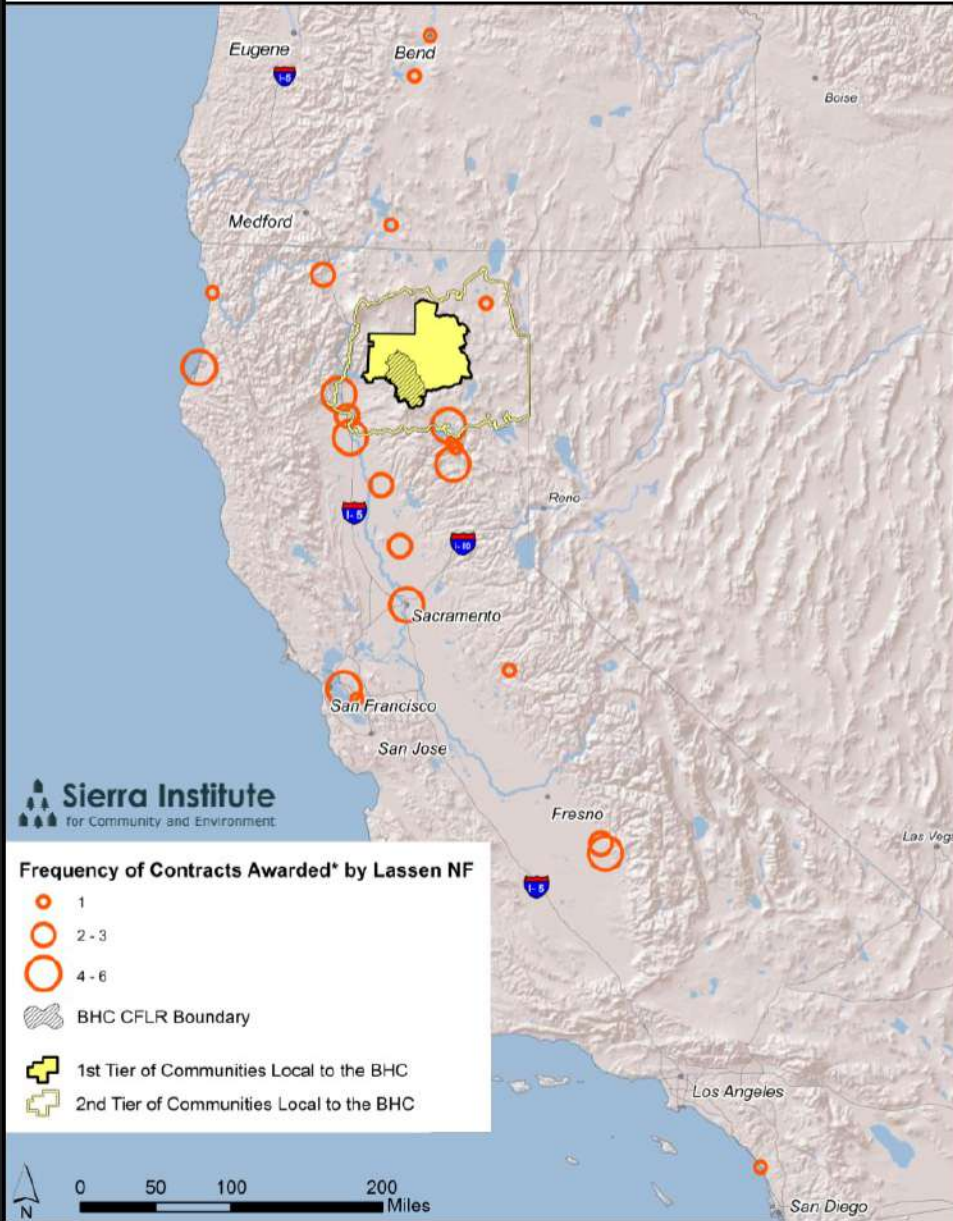 Eugene
Bend
I-5
Boise
Medford
Reno
I-5
I-80
Sacramento
San Francisco
San Jose
Sierra Institute
for Community and Environment
Fresno
Las Veg
I-5
Frequency of Contracts Awarded* by Lassen NF
1
2 - 3
4 - 6
BHC CFLR Boundary
1st Tier of Communities Local to the BHC
2nd Tier of Communities Local to the BHC
Los Angeles
N
0 50 100 200
Miles
San Diego